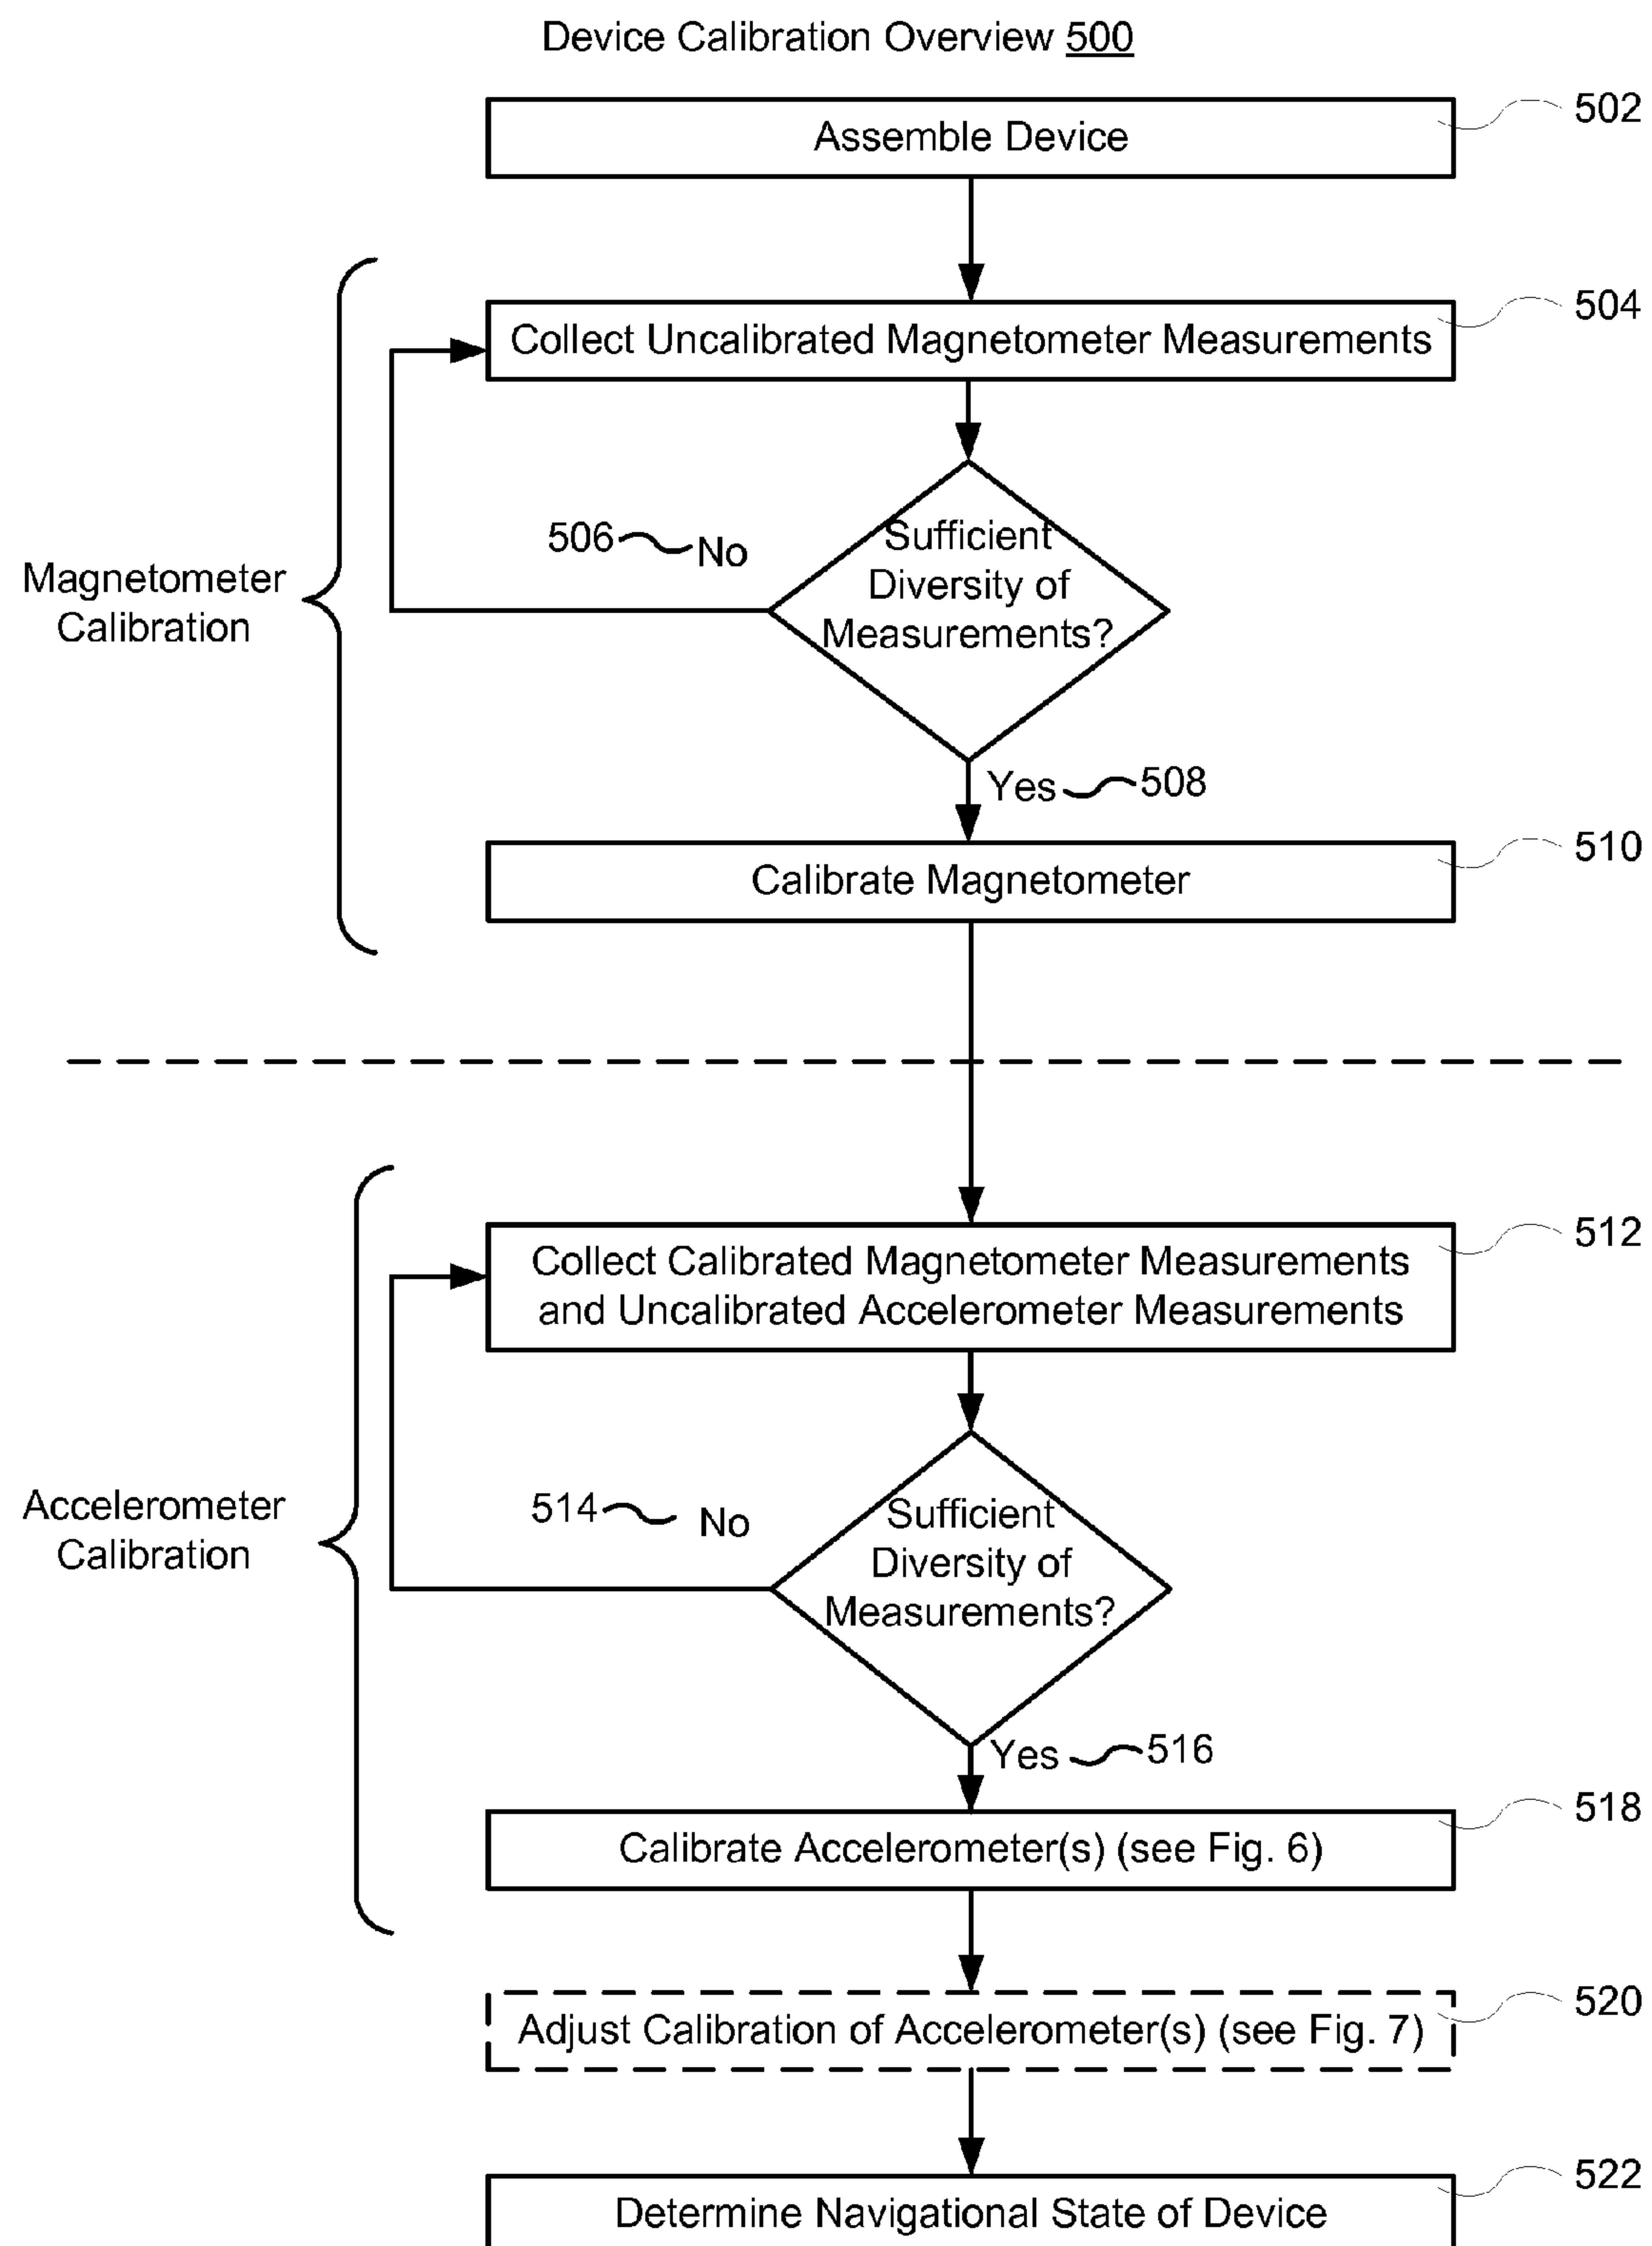 Device Calibration Overview 500
Assemble Device
502
Collect Uncalibrated Magnetometer Measurements
504
506
No
Sufficient
Diversity of
Measurements?
Magnetometer
Calibration
Yes
508
Calibrate Magnetometer
510
Collect Calibrated Magnetometer Measurements
and Uncalibrated Accelerometer Measurements
512
514
No
Sufficient
Diversity of
Measurements?
Accelerometer
Calibration
Yes
516
Calibrate Accelerometer(s) (see Fig. 6)
518
Adjust Calibration of Accelerometer(s) (see Fig. 7)
520
Determine Navigational State of Device
522